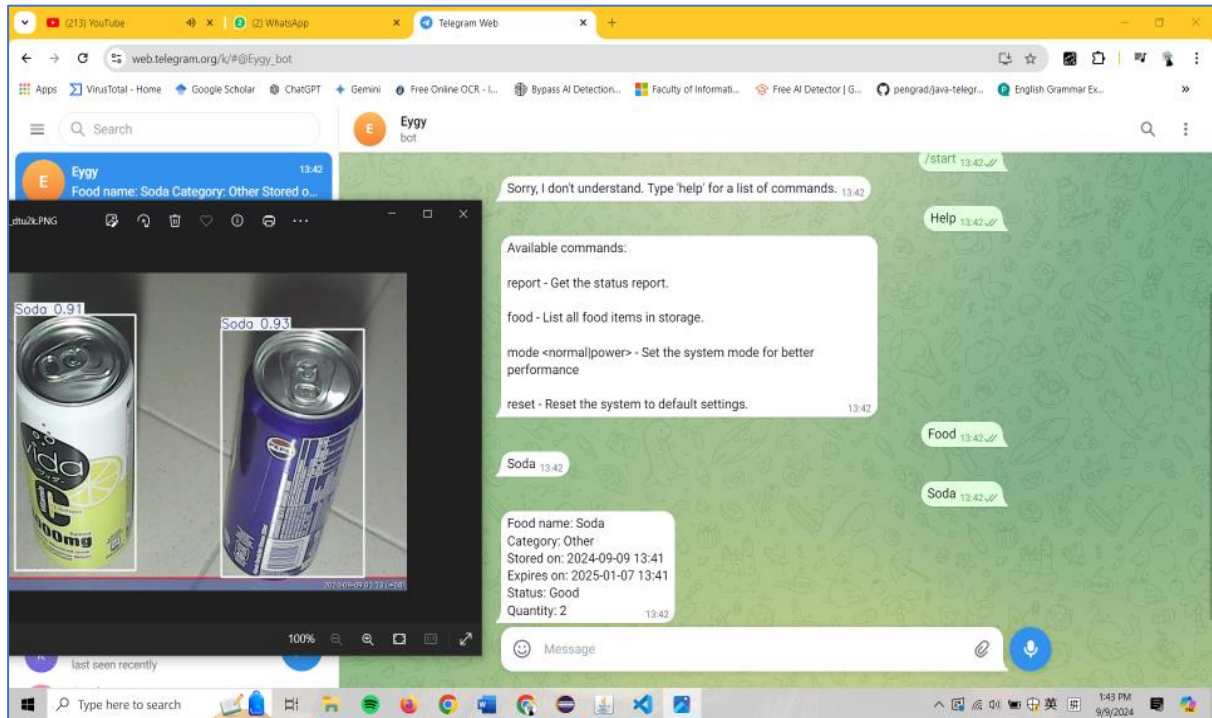 (213) YouTube
(2) WhatsApp
Telegram Web
web.telegram.org/k/#@Eygy_bot
Apps
VirusTotal - Home
Google Scholar
ChatGPT
Gemini
Free Online OCR - I...
Bypass AI Detection...
Faculty of Informati...
Free AI Detector | G...
pengrad/java-telegr...
English Grammar Ex...
Search
E
Eygy
bot
E
Eygy
13:42
Food name: Soda Category: Other Stored o...
_dtu2k.PNG
Soda 0.91
Soda 0.93
vida
C
000mg
pepsi
100%
last seen recently
/start 13:42
Sorry, I don't understand. Type 'help' for a list of commands. 13:42
Help 13:42
Available commands:
report - Get the status report.
food - List all food items in storage.
mode <normal|power> - Set the system mode for better
performance
reset - Reset the system to default settings. 13:42
Food 13:42
Soda 13:42
Soda 13:42
Food name: Soda
Category: Other
Stored on: 2024-09-09 13:41
Expires on: 2025-01-07 13:41
Status: Good
Quantity: 2 13:42
Message
Type here to search
英
1:43 PM
9/9/2024